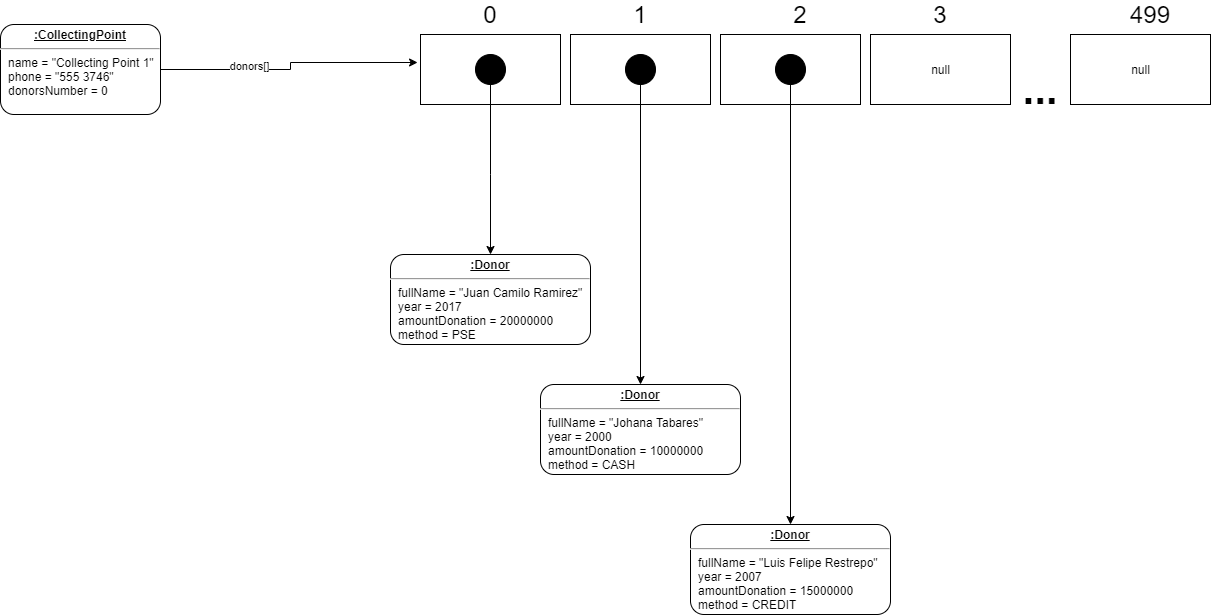 0 1 2 3 499
:CollectingPoint
name = "Collecting Point 1"
phone = "555 3746"
donorsNumber = 0
donors[]
null
...
null
:Donor
fullName = "Juan Camilo Ramirez"
year = 2017
amountDonation = 20000000
method = PSE
:Donor
fullName = "Johana Tabares"
year = 2000
amountDonation = 10000000
method = CASH
:Donor
fullName = "Luis Felipe Restrepo"
year = 2007
amountDonation = 15000000
method = CREDIT